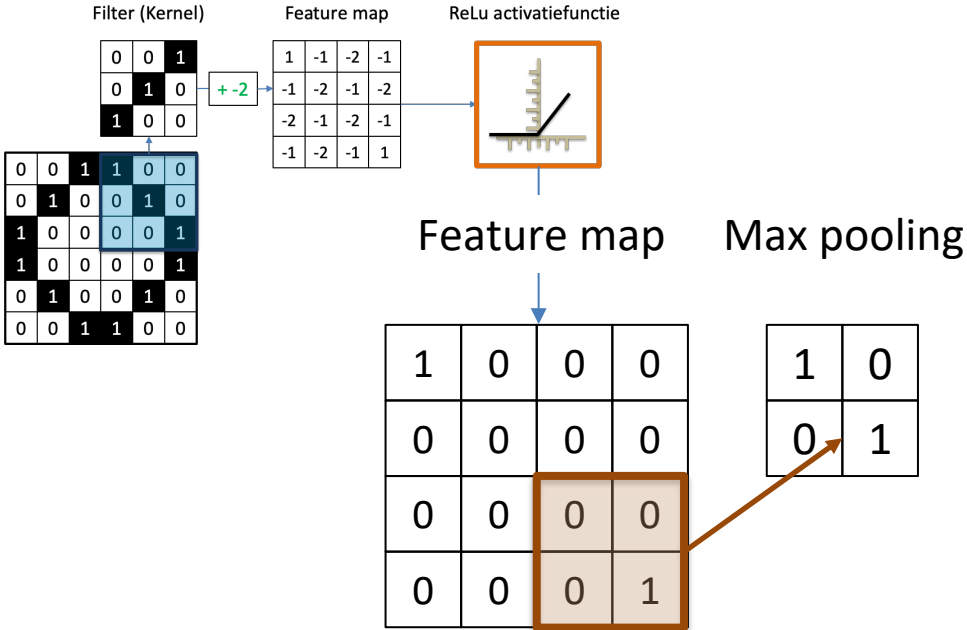 Filter (Kernel)
Feature map
ReLu activatiefunctie
0 0 1
0 1 0
1 0 0
+ -2
1 -1 -2 -1
-1 -2 -1 -2
-2 -1 -2 -1
-1 -2 -1 1
0 0 1 1 0 0
0 1 0 0 1 0
1 0 0 0 0 1
1 0 0 0 0 1
0 1 0 0 1 0
0 0 1 1 0 0
Feature map
Max pooling
1 0 0 0
0 0 0 0
0 0 0 0
0 0 0 1
1 0
0 1